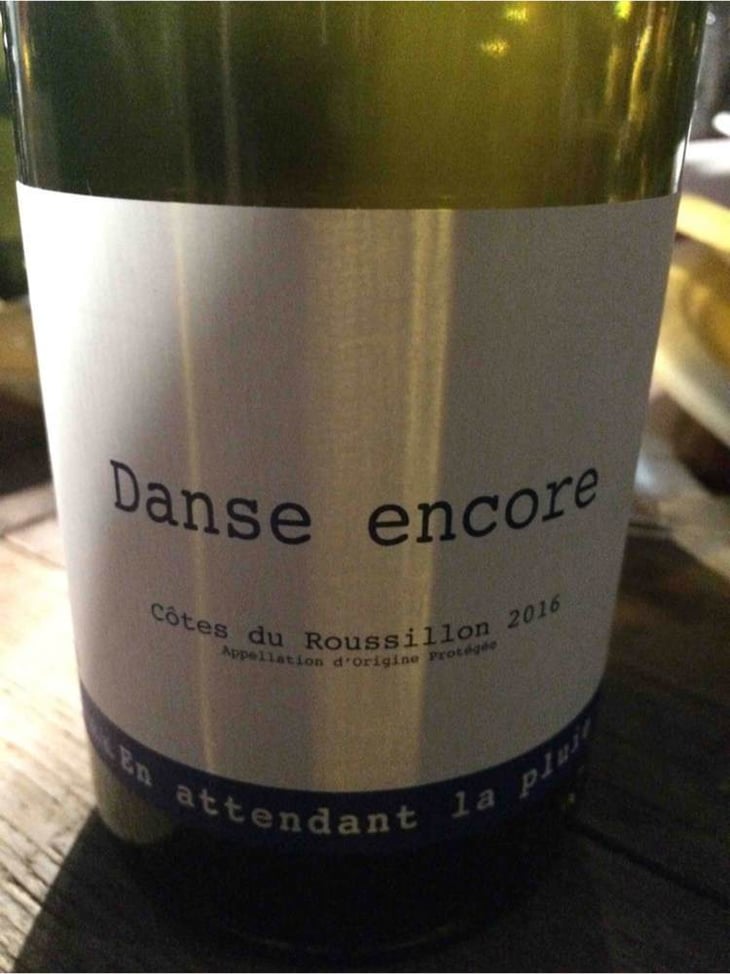 Danse encore
Côtes du Roussillon 2016
Appellation d'Origine Protégée
En attendant la pluie